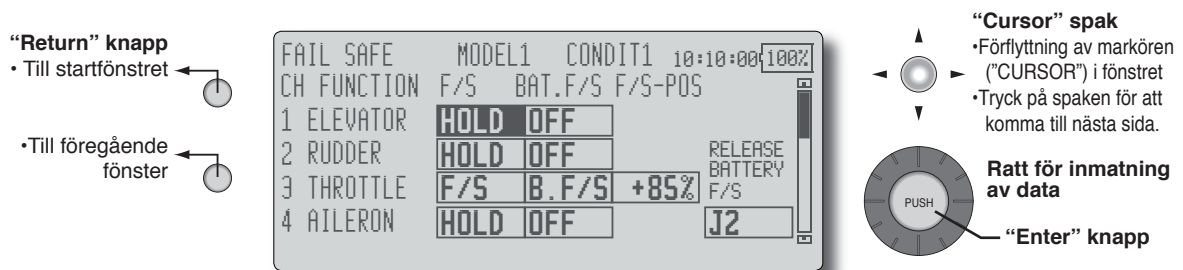 “Return” knapp
• Till startfönstret
•Till föregående
fönster
FAIL SAFE MODEL1 CONDIT1 10:10:00 100%
CH FUNCTION F/S BAT.F/S F/S-POS
1 ELEVATOR HOLD OFF
2 RUDDER HOLD OFF
3 THROTTLE F/S B.F/S +85%
4 AILERON HOLD OFF
RELEASE
BATTERY
F/S
J2
“Cursor” spak
•Förflyttning av markören
(”CURSOR”) i fönstret
•Tryck på spaken för att
komma till nästa sida.
Ratt för inmatning
av data
PUSH
“Enter” knapp